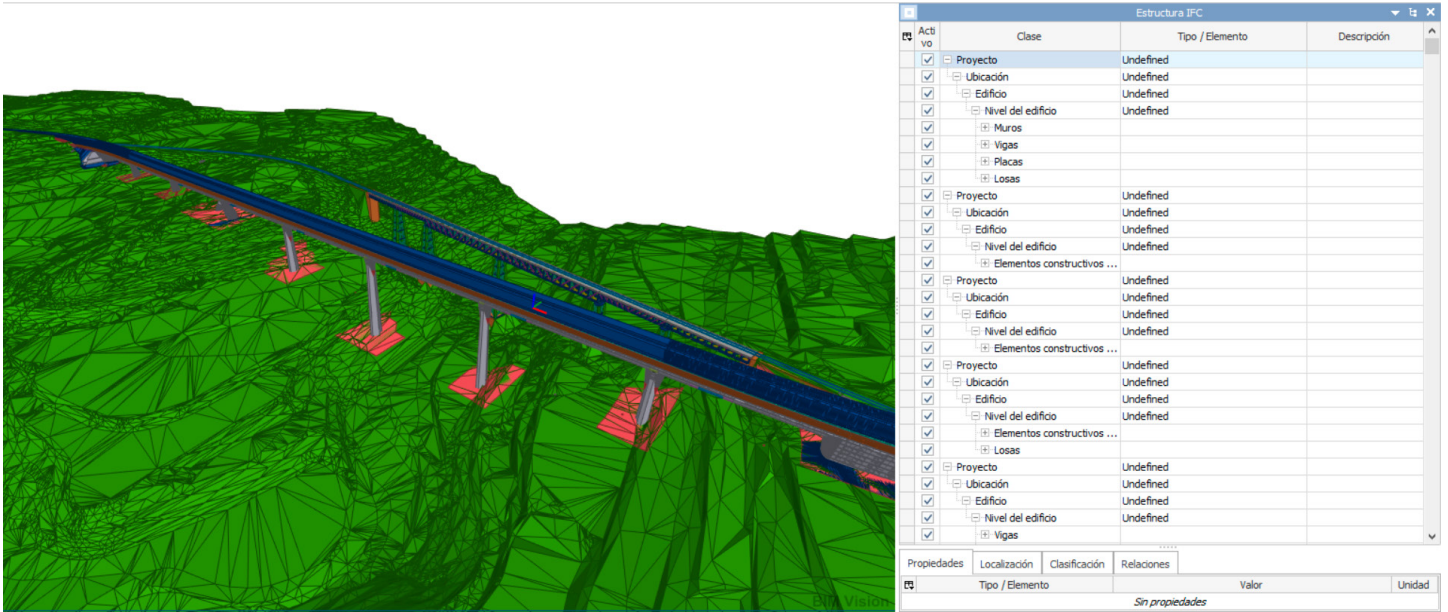 Estructura IFC
Acti
vo
Clase
Tipo / Elemento
Descripción
Proyecto Undefined
Ubicación Undefined
Edificio Undefined
Nivel del edificio Undefined
Muros
Vigas
Placas
Losas
Proyecto Undefined
Ubicación Undefined
Edificio Undefined
Nivel del edificio Undefined
Elementos constructivos ...
Proyecto Undefined
Ubicación Undefined
Edificio Undefined
Nivel del edificio Undefined
Elementos constructivos ...
Proyecto Undefined
Ubicación Undefined
Edificio Undefined
Nivel del edificio Undefined
Elementos constructivos ...
Losas
Proyecto Undefined
Ubicación Undefined
Edificio Undefined
Nivel del edificio Undefined
Vigas
Propiedades Localización Clasificación Relaciones
Tipo / Elemento Valor Unidad
Sin propiedades
BIM Vision